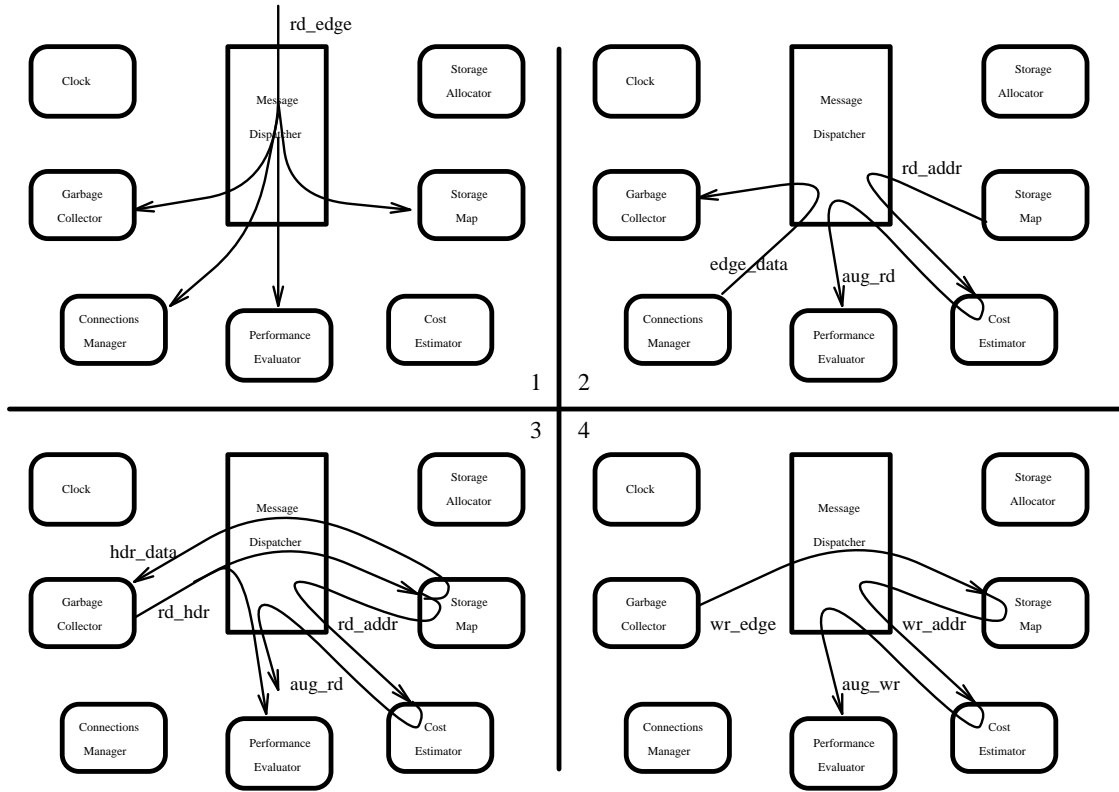 rd_edge
Clock
Message
Dispatcher
Storage
Allocator
Garbage
Collector
Storage
Map
Connections
Manager
Performance
Evaluator
Cost
Estimator
1
Clock
Message
Dispatcher
Storage
Allocator
rd_addr
Garbage
Collector
Storage
Map
edge_data
aug_rd
Connections
Manager
Performance
Evaluator
Cost
Estimator
2
3
Clock
Message
Dispatcher
Storage
Allocator
hdr_data
Garbage
Collector
rd_hdr
rd_addr
Storage
Map
aug_rd
Connections
Manager
Performance
Evaluator
Cost
Estimator
4
Clock
Message
Dispatcher
Storage
Allocator
Garbage
Collector
wr_edge
wr_addr
Storage
Map
aug_wr
Connections
Manager
Performance
Evaluator
Cost
Estimator